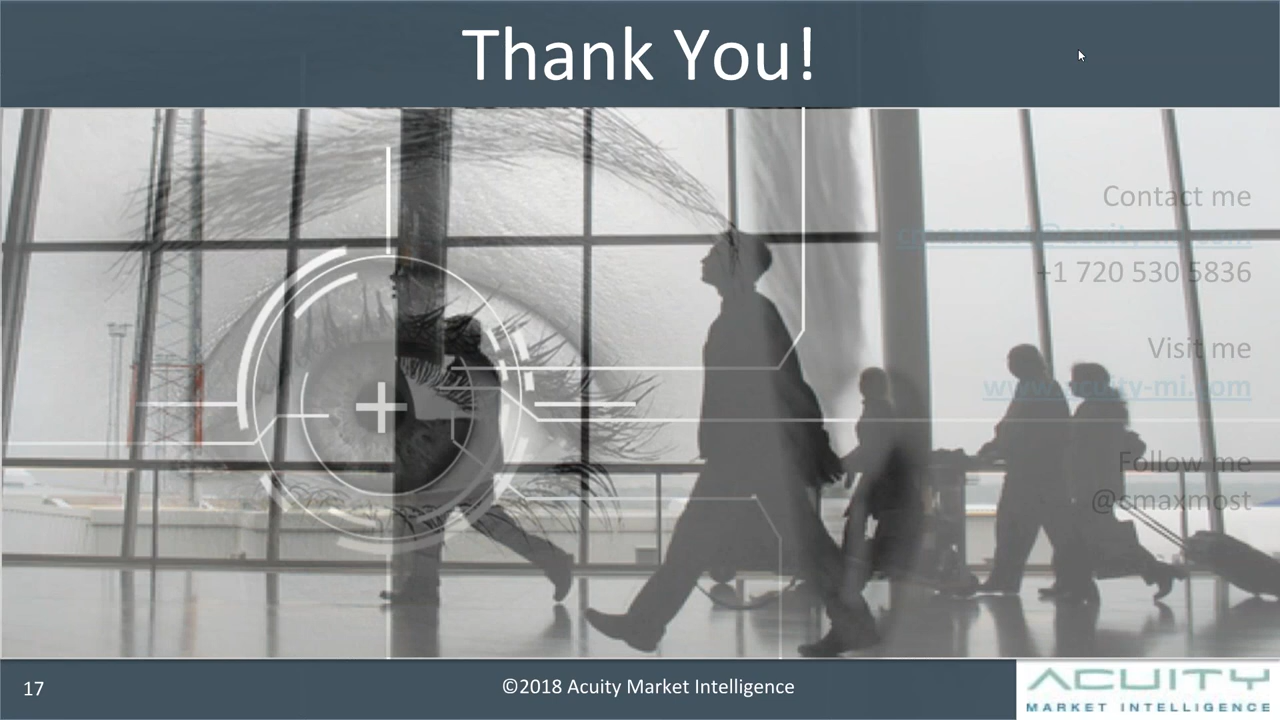 Thank You!
Contact me
+1 720 530 5836
Visit me
www.acuity-mi.com
Follow me
@cmaxmost
17
©2018 Acuity Market Intelligence
ACUITY
MARKET INTELLIGENCE